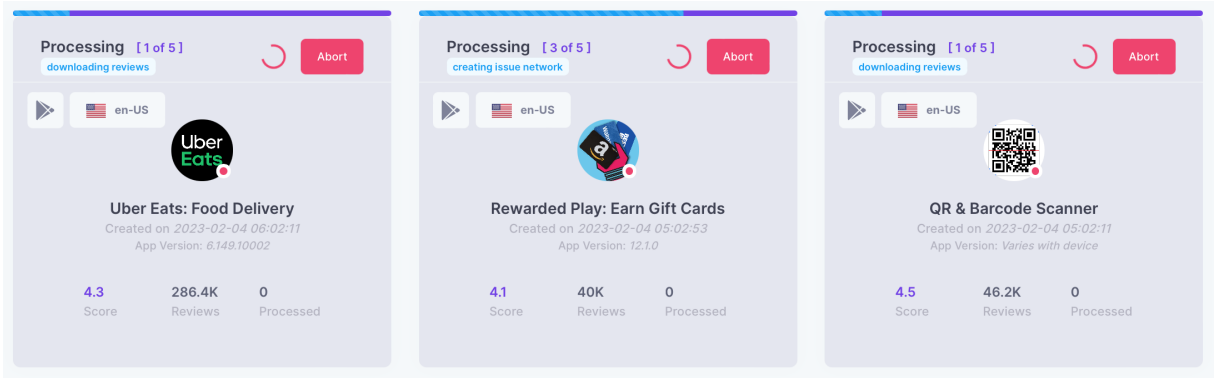 Processing [ 1 of 5 ]
downloading reviews
Abort
en-US
Uber
Eats
Uber Eats: Food Delivery
Created on 2023-02-04 06:02:11
App Version: 6.149.10002
4.3 286.4K 0
Score Reviews Processed
Processing [ 3 of 5 ]
creating issue network
Abort
en-US
a
Rewarded Play: Earn Gift Cards
Created on 2023-02-04 05:02:53
App Version: 12.1.0
4.1 40K 0
Score Reviews Processed
Processing [ 1 of 5 ]
downloading reviews
Abort
en-US
QR & Barcode Scanner
Created on 2023-02-04 05:02:11
App Version: Varies with device
4.5 46.2K 0
Score Reviews Processed